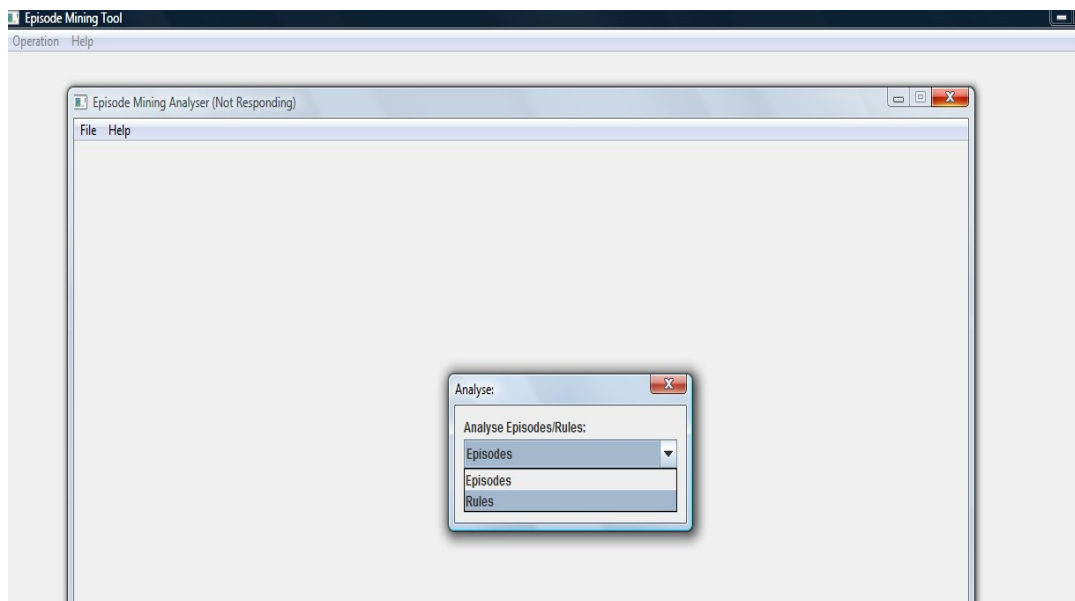 Episode Mining Tool
Operation Help
Episode Mining Analyser (Not Responding)
File Help
Analyse:
Analyse Episodes/Rules:
Episodes
Episodes
Rules